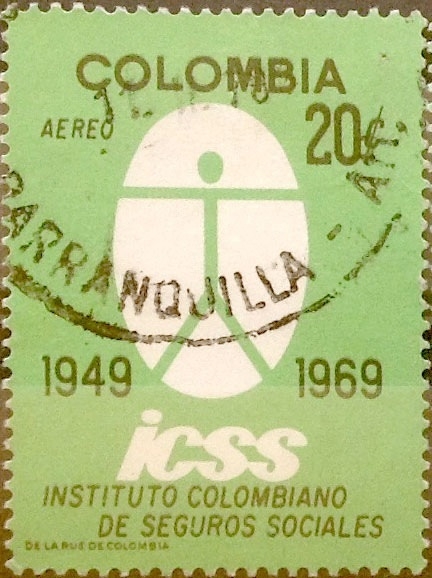 COLOMBIA
AEREO
20¢
BARRANQUILLA -
1949 1969
icss
INSTITUTO COLOMBIANO
DE SEGUROS SOCIALES
DE LA RUE DE COLOMBIA